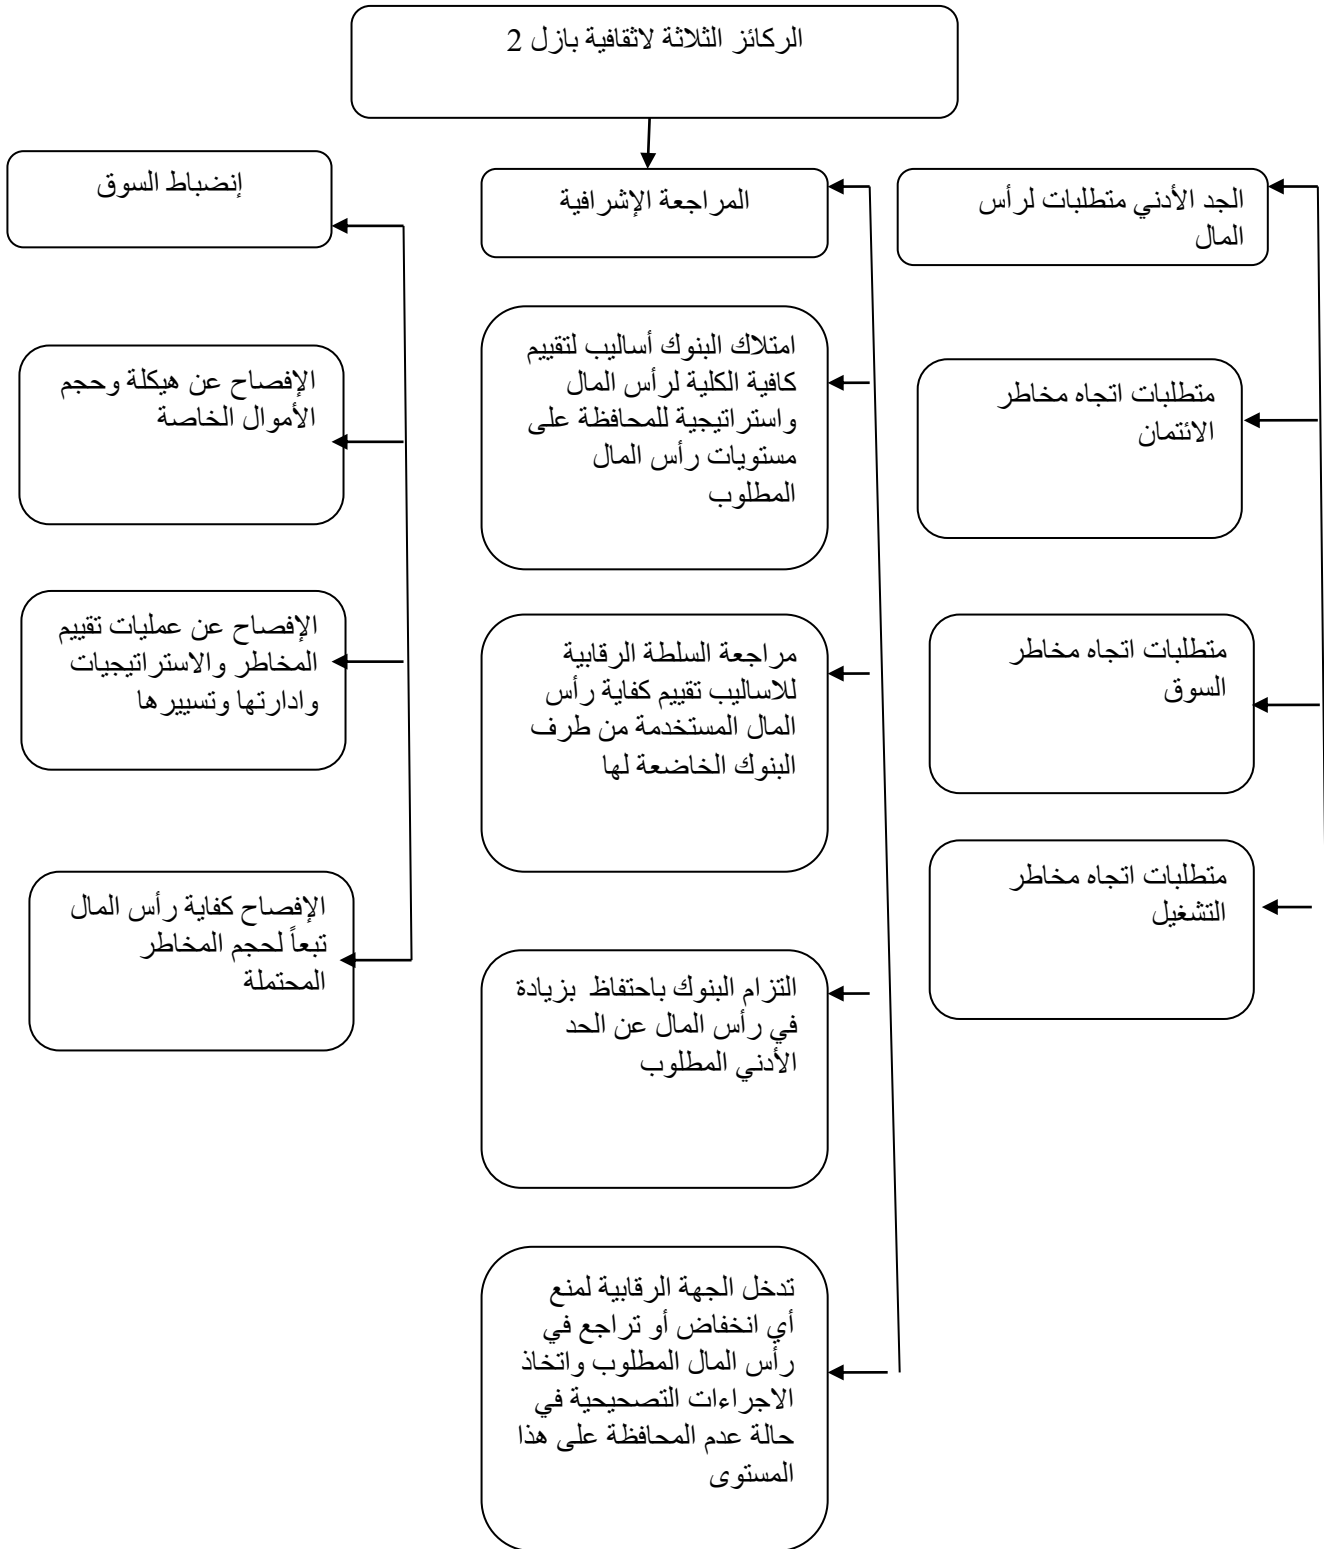 الركائز الثلاثة لاثقافية بازل 2
الجد الأدني متطلبات لرأس
المال
متطلبات اتجاه مخاطر
الائتمان
متطلبات اتجاه مخاطر
السوق
متطلبات اتجاه مخاطر
التشغيل
المراجعة الإشرافية
امتلاك البنوك أساليب لتقييم
كافية الكلية لرأس المال
واستراتيجية للمحافظة على
مستويات رأس المال
المطلوب
مراجعة السلطة الرقابية
للاساليب تقييم كفاية رأس
المال المستخدمة من طرف
البنوك الخاضعة لها
التزام البنوك باحتفاظ بزيادة
في رأس المال عن الحد
الأدني المطلوب
تدخل الجهة الرقابية لمنع
أي انخفاض أو تراجع في
رأس المال المطلوب واتخاذ
الاجراءات التصحيحية في
حالة عدم المحافظة على هذا
المستوى
إنضباط السوق
الإفصاح عن هيكلة وحجم
الأموال الخاصة
الإفصاح عن عمليات تقييم
المخاطر والاستراتيجيات
وادارتها وتسييرها
الإفصاح كفاية رأس المال
تبعاً لحجم المخاطر
المحتملة